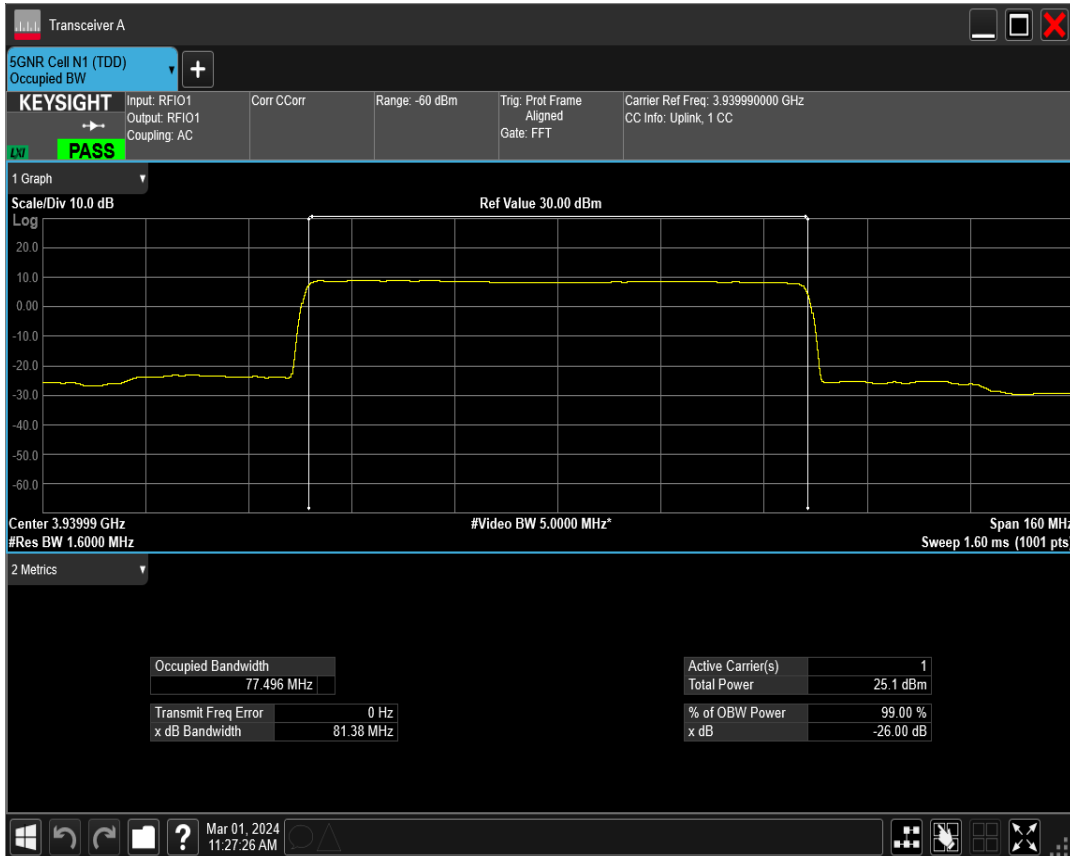 Transceiver A
5GNR Cell N1 (TDD)
Occupied BW
+
KEYSIGHT
LXI
PASS
Input: RFIO1
Output: RFIO1
Coupling: AC
Corr CCorr
Range: -60 dBm
Trig: Prot Frame
Aligned
Gate: FFT
Carrier Ref Freq: 3.939990000 GHz
CC Info: Uplink, 1 CC
1 Graph
Scale/Div 10.0 dB
Ref Value 30.00 dBm
Log
20.0
10.0
0.00
-10.0
-20.0
-30.0
-40.0
-50.0
-60.0
Center 3.93999 GHz
#Video BW 5.0000 MHz*
Span 160 MHz
#Res BW 1.6000 MHz
Sweep 1.60 ms (1001 pts)
2 Metrics
Occupied Bandwidth
77.496 MHz
Transmit Freq Error 0 Hz
x dB Bandwidth 81.38 MHz
Active Carrier(s) 1
Total Power 25.1 dBm
% of OBW Power 99.00 %
x dB -26.00 dB
?
Mar 01, 2024
11:27:26 AM